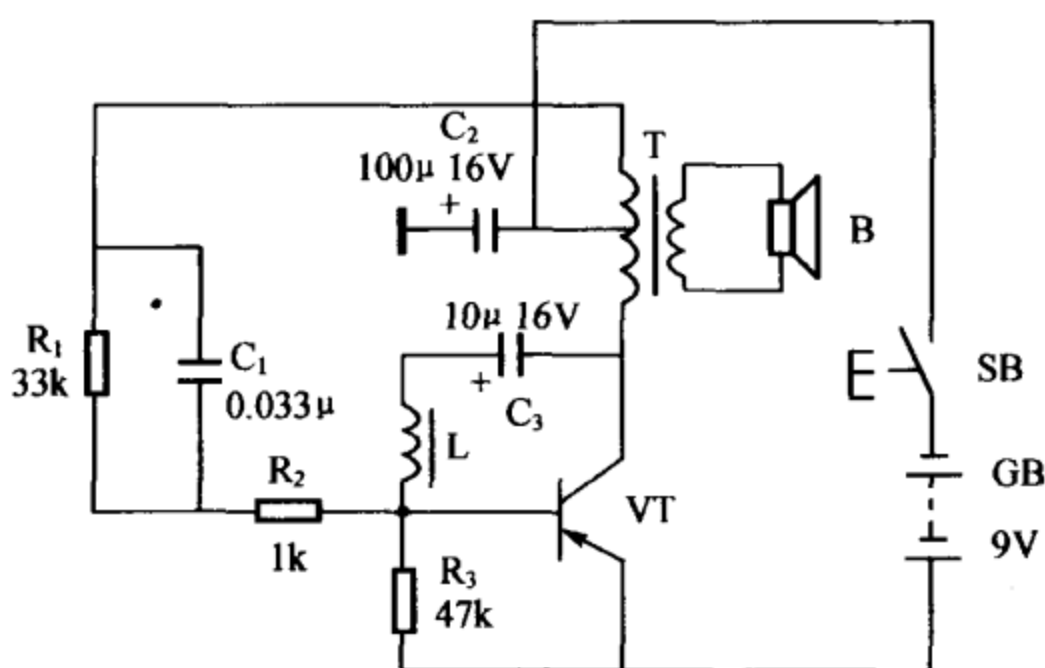 C₂
100μ 16V
+
T
B
10μ 16V
+
C₃
R₁
33k
C₁
0.033μ
L
SB
R₂
1k
VT
GB
9V
R₃
47k